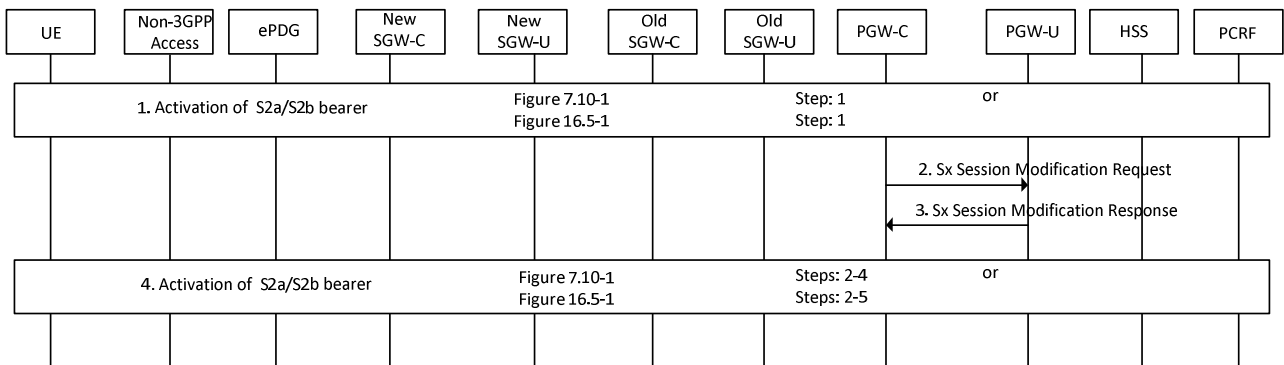 UE
Non-3GPP
Access
ePDG
New
SGW-C
New
SGW-U
Old
SGW-C
Old
SGW-U
PGW-C
PGW-U
HSS
PCRF
1. Activation of S2a/S2b bearer
Figure 7.10-1 Step: 1 or
Figure 16.5-1 Step: 1
2. Sx Session Modification Request
3. Sx Session Modification Response
4. Activation of S2a/S2b bearer
Figure 7.10-1 Steps: 2-4 or
Figure 16.5-1 Steps: 2-5